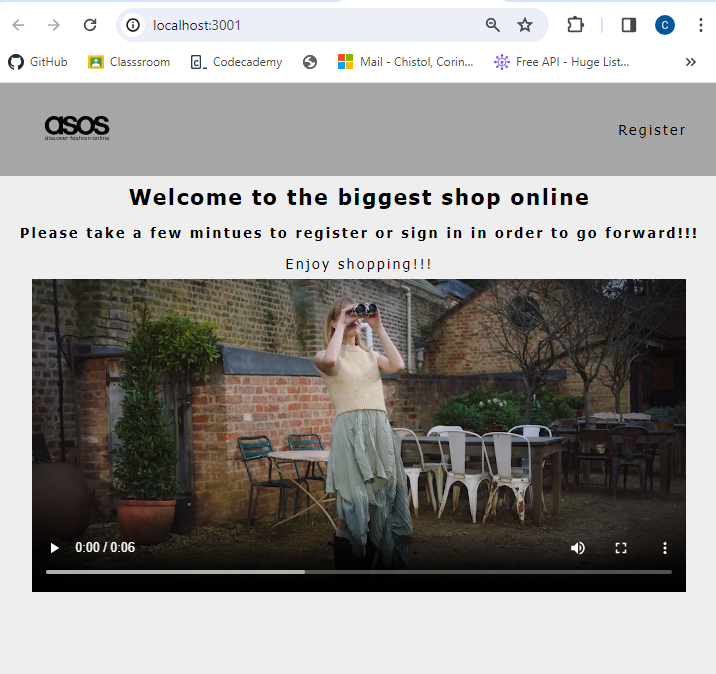 localhost:3001
GitHub
Classsroom
Codecademy
Mail - Chistol, Corin...
Free API - Huge List...
C
asos
discover fashion online
Register
Welcome to the biggest shop online
Please take a few mintues to register or sign in in order to go forward!!!
Enjoy shopping!!!
0:00 / 0:06